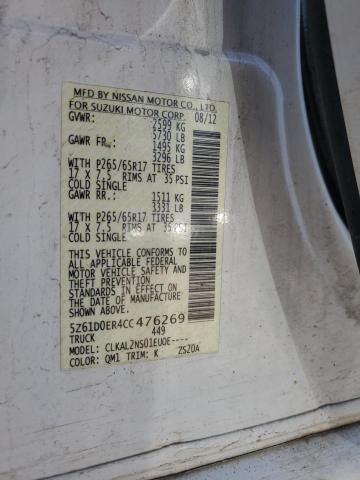 MFD BY NISSAN MOTOR CO., LTD.
FOR SUZUKI MOTOR CORP. 08/12
GVWR: 2599 KG
5730 LB
GAWR FR: 1495 KG
3296 LB
WITH P265/65R17 TIRES
17 X 7.5 RIMS AT 35 PSI
COLD SINGLE
GAWR RR.: 1511 KG
3331 LB
WITH P265/65R17 TIRES
17 X 7.5 RIMS AT 35 PSI
COLD SINGLE
THIS VEHICLE CONFORMS TO
ALL APPLICABLE FEDERAL
MOTOR VEHICLE SAFETY AND
THEFT PREVENTION
STANDARDS IN EFFECT ON
THE DATE OF MANUFACTURE
SHOWN ABOVE.
5Z61D0ER4CC476269
TRUCK 449
MODEL: CLKAL2NS01EUOE----
COLOR: QM1 TRIM: K ZSZ0A